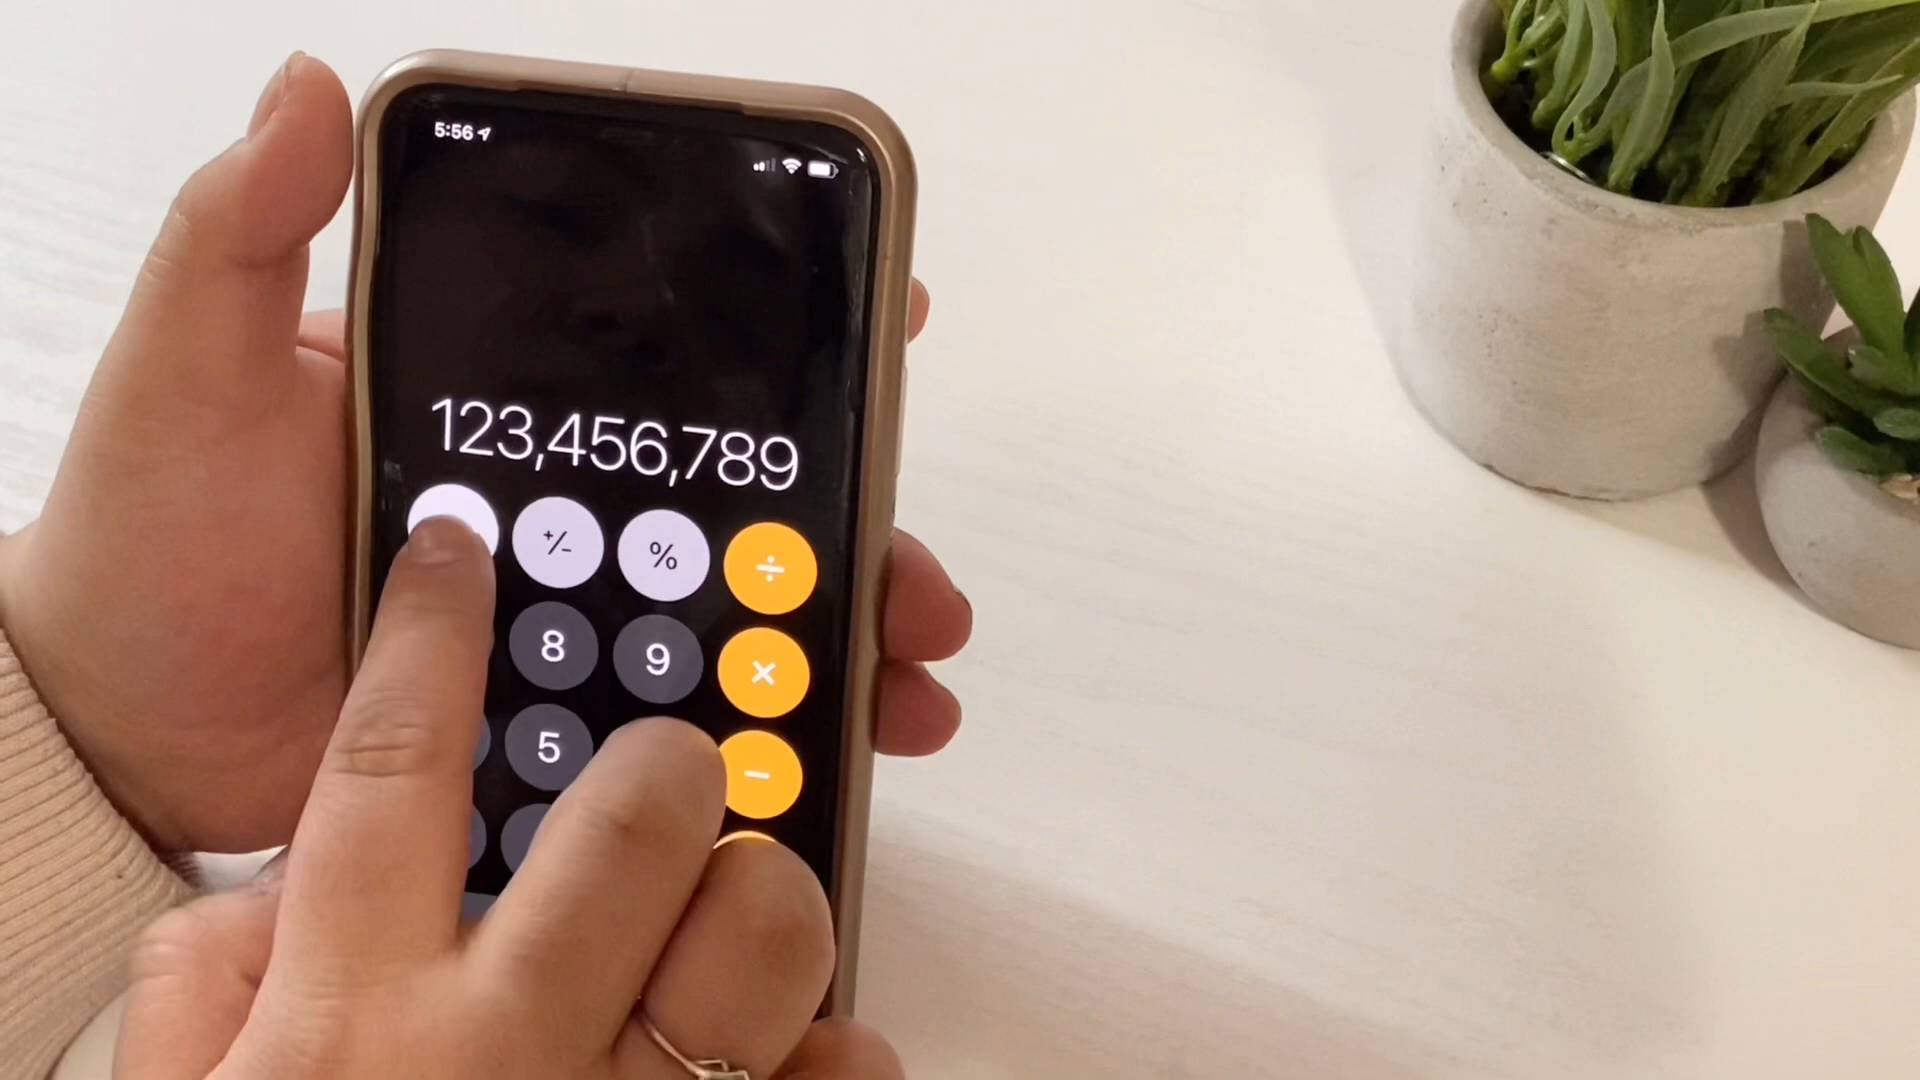 5:56
123,456,789
+/- % ÷
8 9 ×
5 −